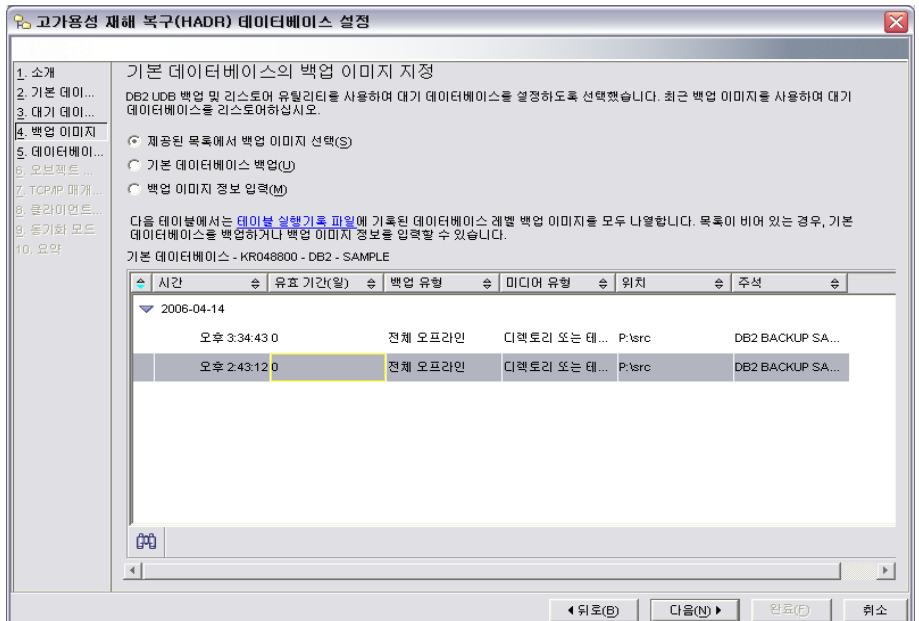 고가용성 재해 복구(HADR) 데이터베이스 설정
1. 소개
2. 기본 데이...
3. 대기 데이...
4. 백업 이미지
5. 데이터베이...
6. 오브젝트 ...
7. TCP/IP 매개...
8. 클라이언트...
9. 동기화 모드
10. 요약
기본 데이터베이스의 백업 이미지 지정
DB2 UDB 백업 및 리스토어 유틸리티를 사용하여 대기 데이터베이스를 설정하도록 선택했습니다. 최근 백업 이미지를 사용하여 대기
데이터베이스를 리스토어하십시오.
제공된 목록에서 백업 이미지 선택(S)
기본 데이터베이스 백업(U)
백업 이미지 정보 입력(M)
다음 테이블에서는 테이블 실행기록 파일에 기록된 데이터베이스 레벨 백업 이미지를 모두 나열합니다. 목록이 비어 있는 경우, 기본
데이터베이스를 백업하거나 백업 이미지 정보를 입력할 수 있습니다.
기본 데이터베이스 - KR048800 - DB2 - SAMPLE
시간 유효 기간(일) 백업 유형 미디어 유형 위치 주석
2006-04-14
오후 3:34:43 0 전체 오프라인 디렉토리 또는 테... P:\src DB2 BACKUP SA...
오후 2:43:12 0 전체 오프라인 디렉토리 또는 테... P:\src DB2 BACKUP SA...
뒤로(B) 다음(N) 완료(F) 취소